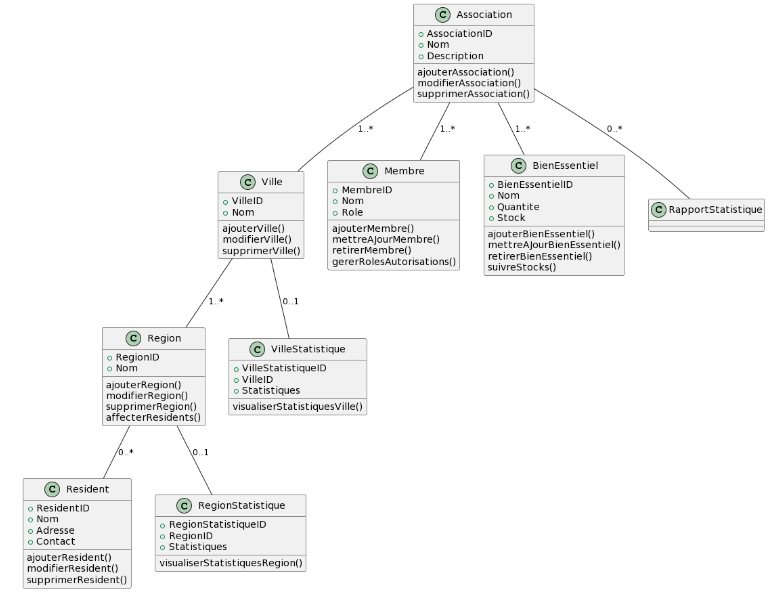 C Association
AssociationID
Nom
Description
ajouterAssociation()
modifierAssociation()
supprimerAssociation()
1..*
1..*
1..*
0..*
C Ville
VilleID
Nom
ajouterVille()
modifierVille()
supprimerVille()
C Membre
MembreID
Nom
Role
ajouterMembre()
mettreAJourMembre()
retirerMembre()
gererRolesAutorisations()
C BienEssentiel
BienEssentielID
Nom
Quantite
Stock
ajouterBienEssentiel()
mettreAJourBienEssentiel()
retirerBienEssentiel()
suivreStocks()
C RapportStatistique
1..*
0..1
C Region
RegionID
Nom
ajouterRegion()
modifierRegion()
supprimerRegion()
affecterResidents()
C VilleStatistique
VilleStatistiqueID
VilleID
Statistiques
visualiserStatistiquesVille()
0..*
0..1
C Resident
ResidentID
Nom
Adresse
Contact
ajouterResident()
modifierResident()
supprimerResident()
C RegionStatistique
RegionStatistiqueID
RegionID
Statistiques
visualiserStatistiquesRegion()